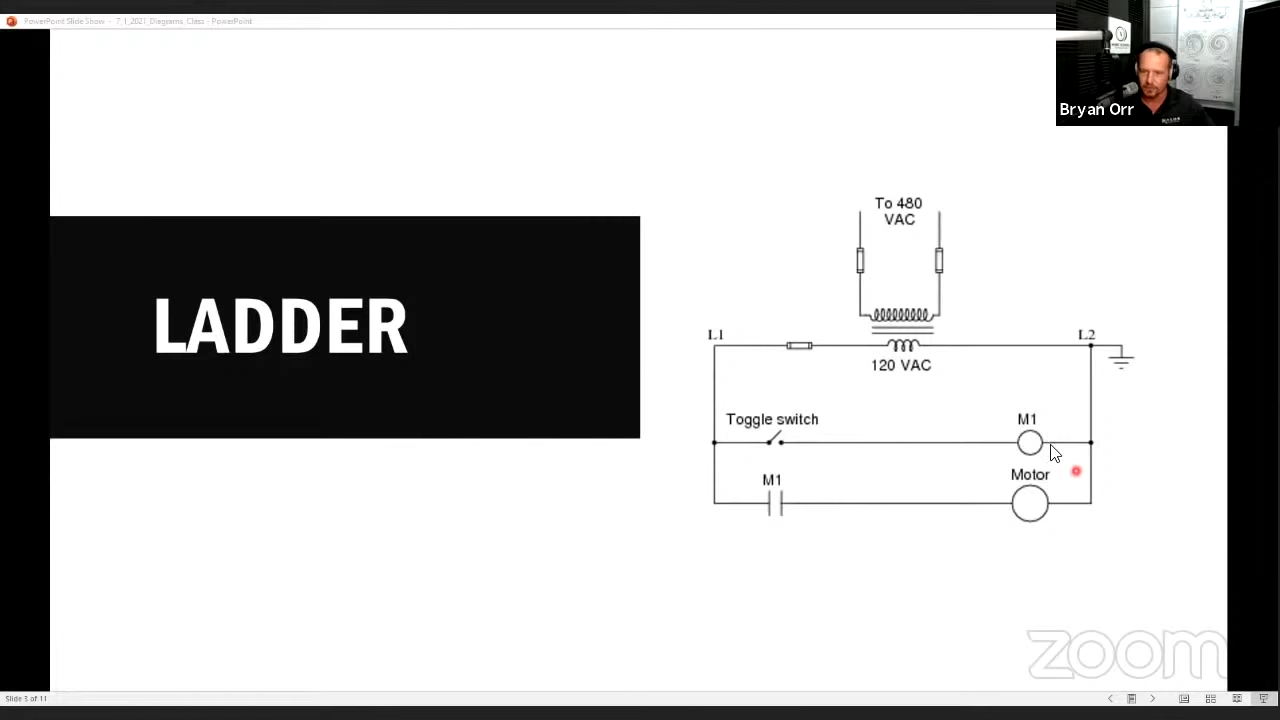 PowerPoint Slide Show - 7_1_2021_Diagrams_Class - PowerPoint
Bryan Orr
To 480
VAC
LADDER
L1
L2
120 VAC
Toggle switch
M1
M1
Motor
zoom
Slide 3 of 11